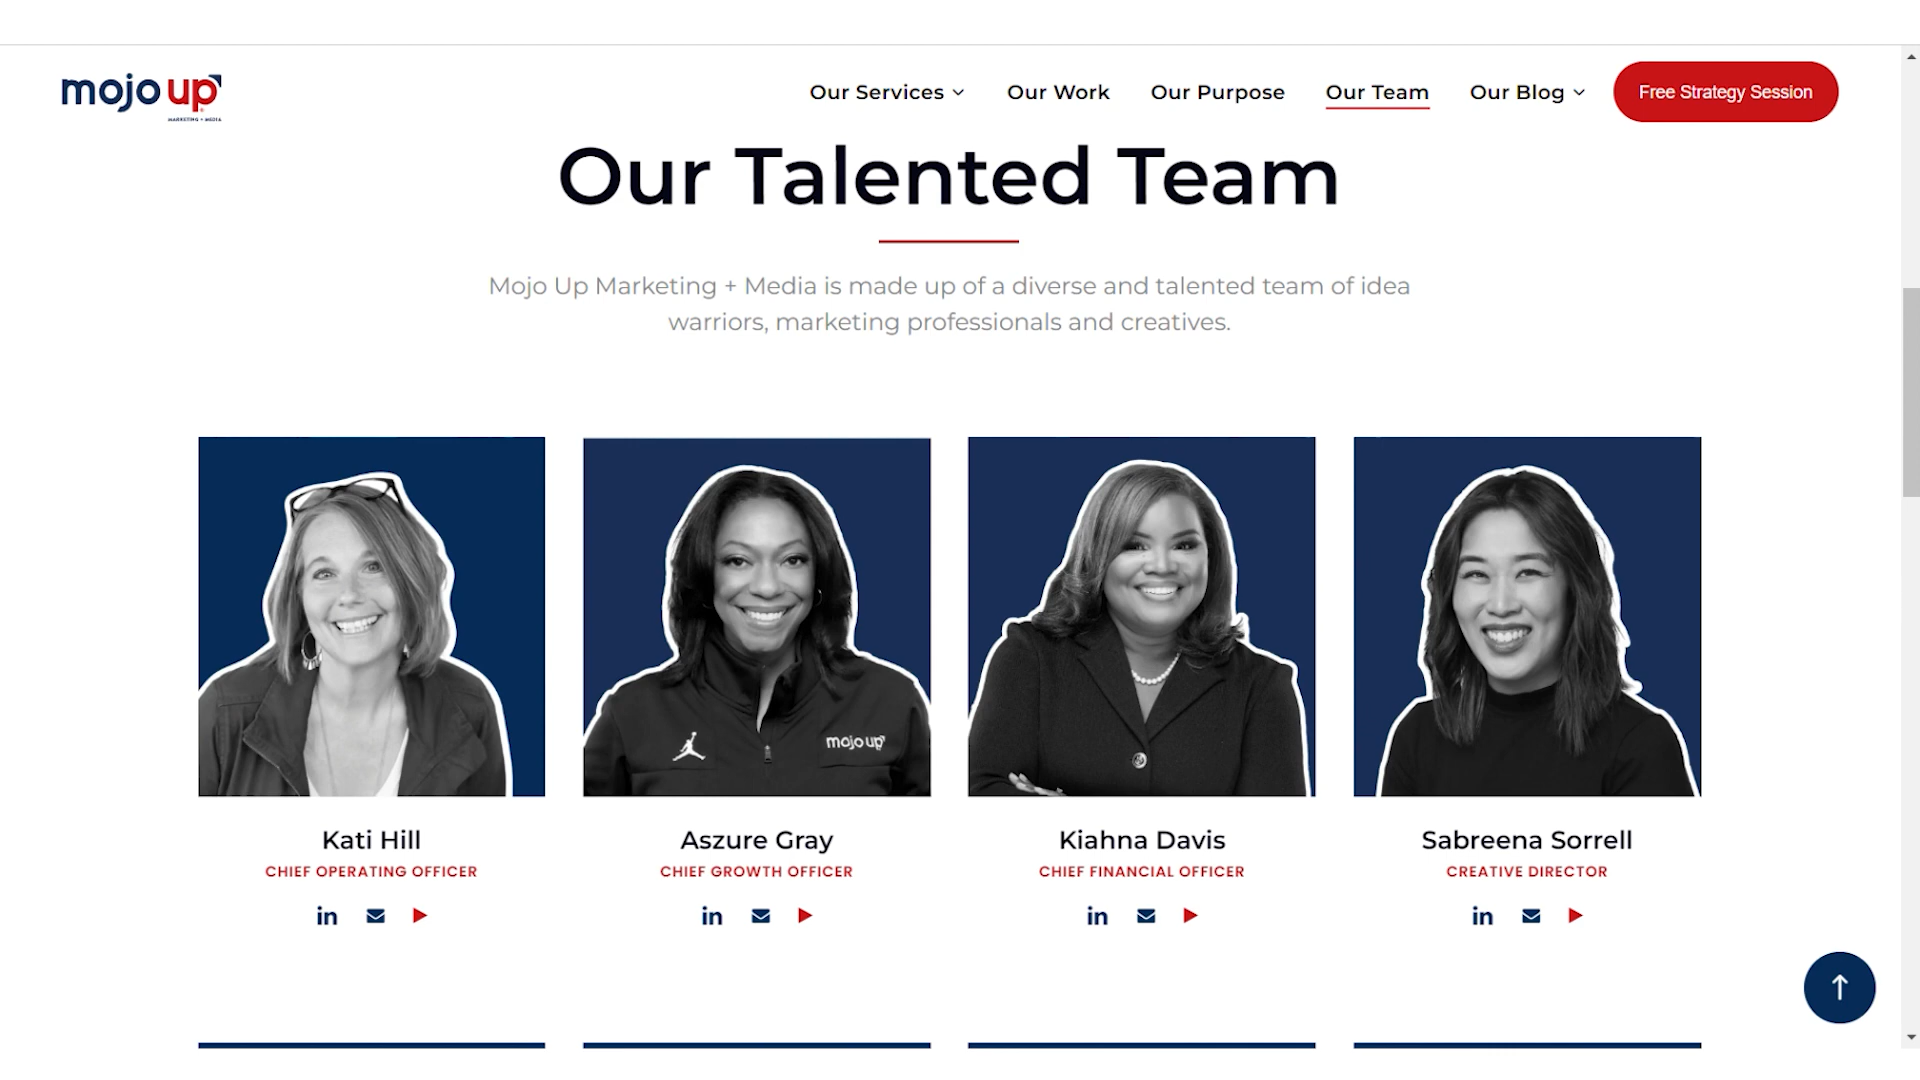 mojo up
MARKETING + MEDIA
Our Services
Our Work
Our Purpose
Our Team
Our Blog
Free Strategy Session
Our Talented Team
Mojo Up Marketing + Media is made up of a diverse and talented team of idea
warriors, marketing professionals and creatives.
mojo up
Kati Hill
CHIEF OPERATING OFFICER
in
Aszure Gray
CHIEF GROWTH OFFICER
in
Kiahna Davis
CHIEF FINANCIAL OFFICER
in
Sabreena Sorrell
CREATIVE DIRECTOR
in